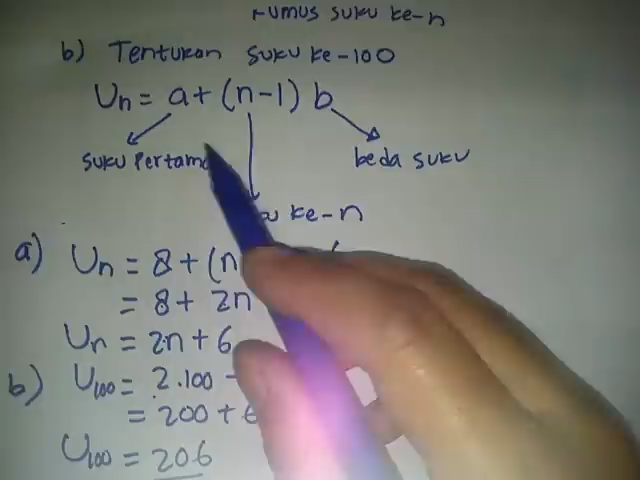 rumus suku ke-n
b) Tentukan suku ke-100
Un = a + (n-1) b
suku pertama beda suku
ke-n
a) Un = 8 + (n
= 8 + 2n
Un = 2n + 6
b) U100 = 2.100
= 200 + 6
U100 = 206